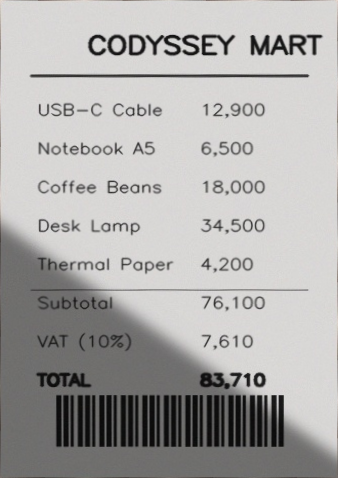 CODYSSEY MART
USB-C Cable 12,900
Notebook A5 6,500
Coffee Beans 18,000
Desk Lamp 34,500
Thermal Paper 4,200
Subtotal 76,100
VAT (10%) 7,610
TOTAL 83,710